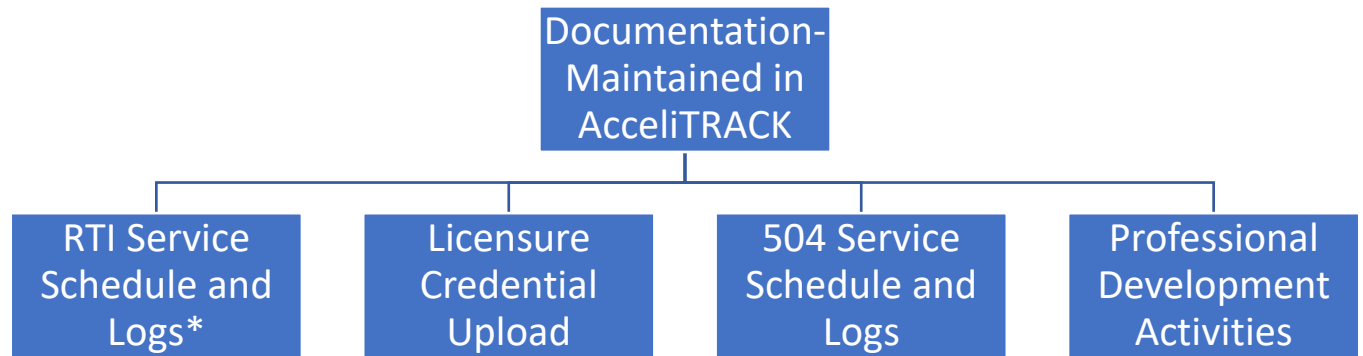 Documentation-
Maintained in
AcceliTRACK
RTI Service
Schedule and
Logs*
Licensure
Credential
Upload
504 Service
Schedule and
Logs
Professional
Development
Activities